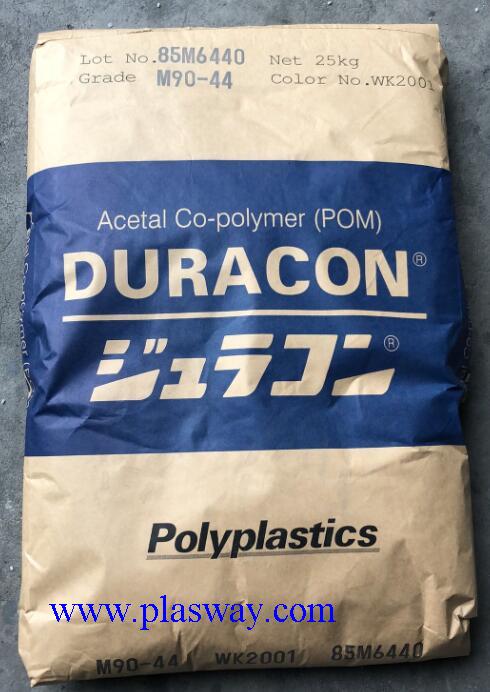 Lot No.85M6440 Net 25kg
Grade M90-44 Color No.WK2001
Acetal Co-polymer (POM)
DURACON®
ジュラコン®
Polyplastics
www.plasway.com
M90-44 WK2001 85M6440